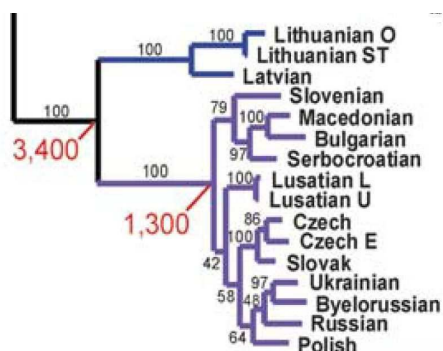 100
Lithuanian O
100
Lithuanian ST
Latvian
100
3,400
79
Slovenian
100
Macedonian
Bulgarian
97
Serbocroatian
100
100
Lusatian L
Lusatian U
1,300
86
Czech
100
Czech E
42
Slovak
97
Ukrainian
58
48
Byelorussian
Russian
64
Polish